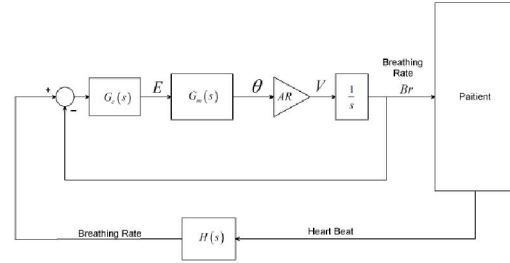 Breathing
Rate
+
−
G_c(s)
E
G_m(s)
θ
AR
V
1
s
Br
Paitient
Breathing Rate
H(s)
Heart Beat